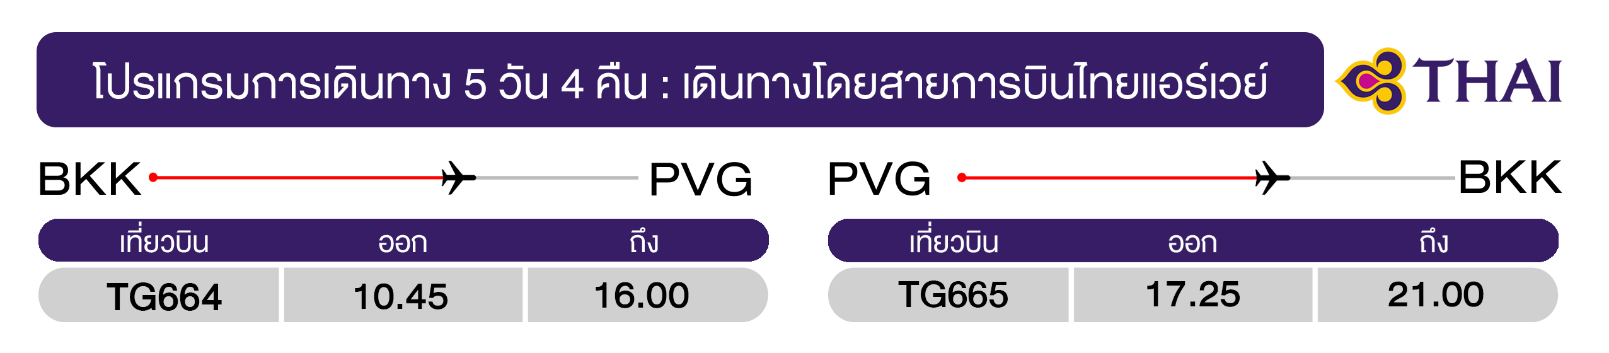 โปรแกรมการเดินทาง 5 วัน 4 คืน : เดินทางโดยสายการบินไทยแอร์เวย์ THAI
BKK PVG
เที่ยวบิน ออก ถึง
TG664 10.45 16.00
PVG BKK
เที่ยวบิน ออก ถึง
TG665 17.25 21.00